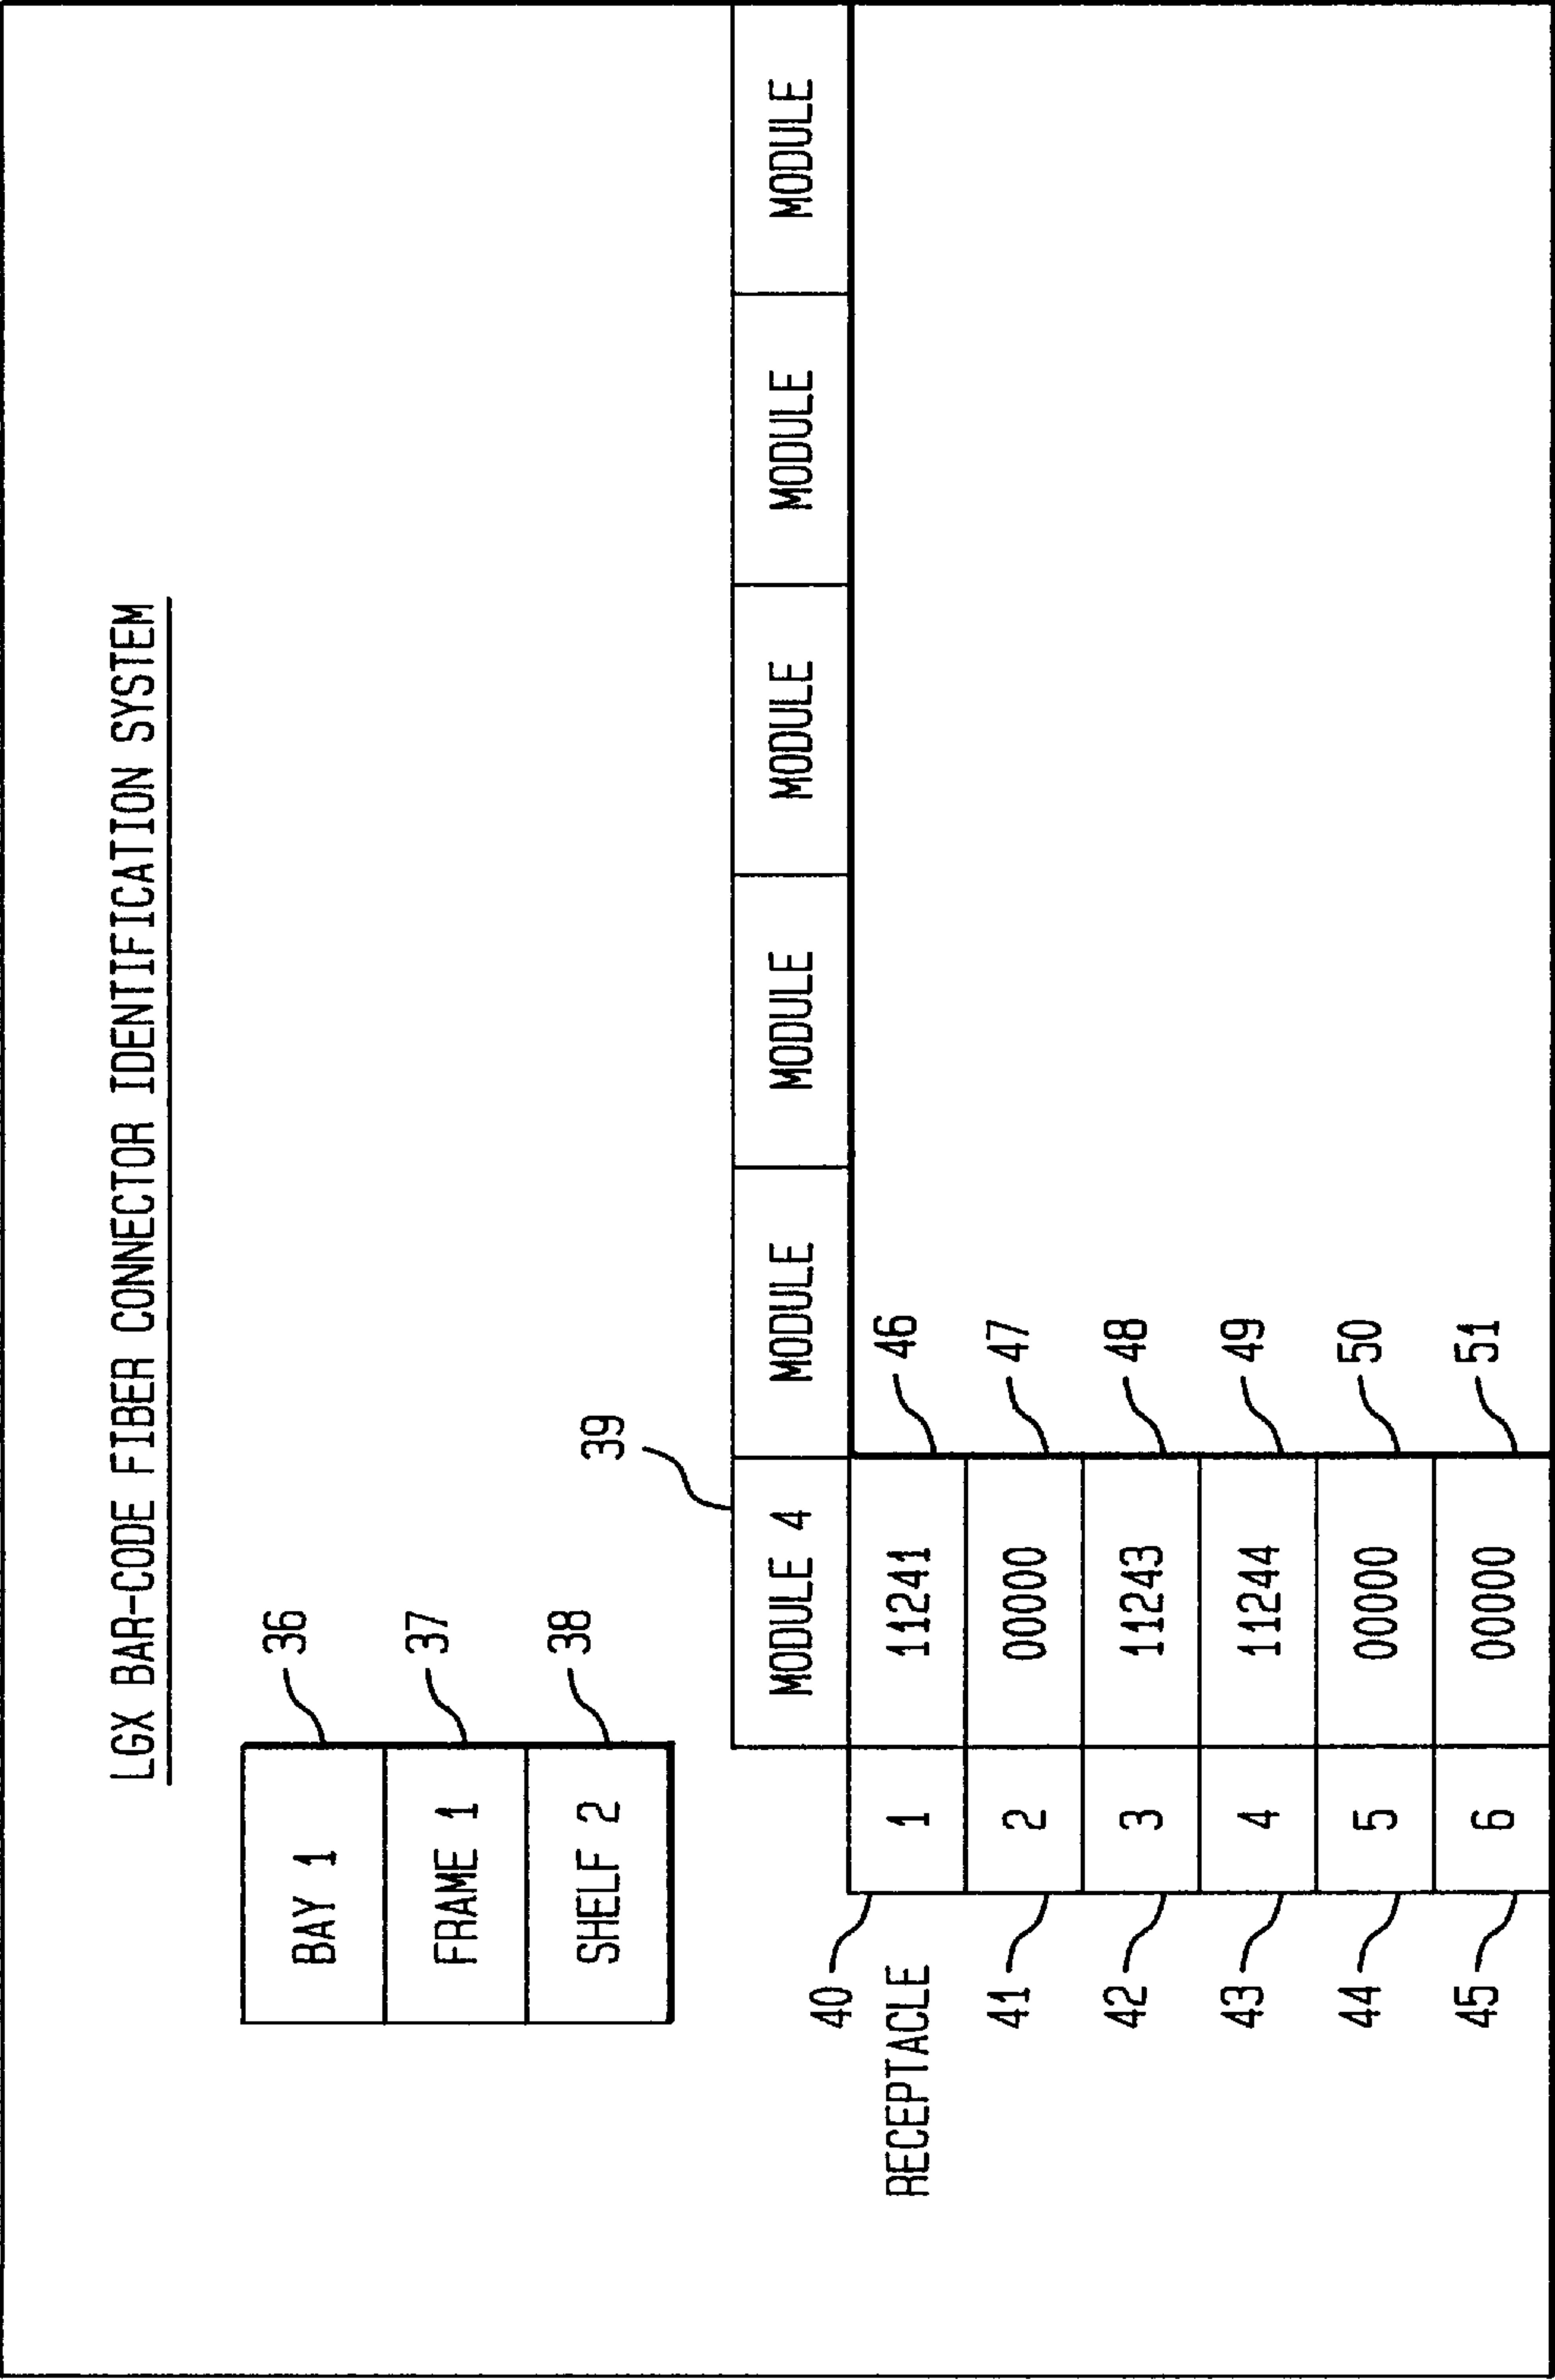 LGX BAR-CODE FIBER CONNECTOR IDENTIFICATION SYSTEM
BAY 1 36
FRAME 1 37
SHELF 2 38
39
MODULE 4 MODULE MODULE MODULE MODULE MODULE
40 1 11241 46
RECEPTACLE
41 2 00000 47
42 3 11243 48
43 4 11244 49
44 5 00000 50
45 6 00000 51